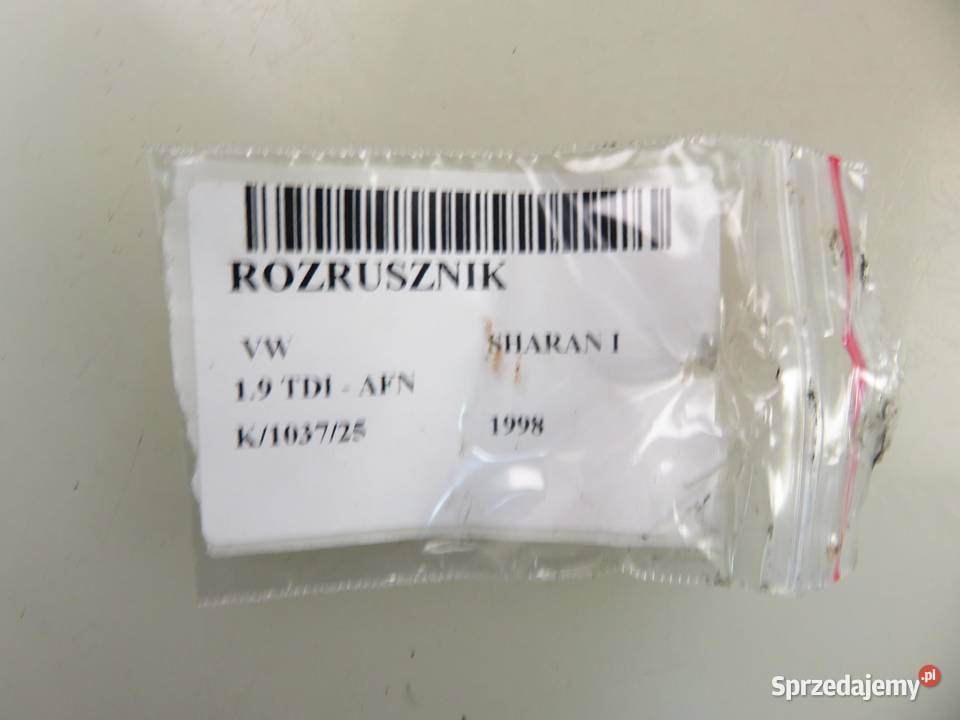 ROZRUSZNIK
VW SHARAN I
1.9 TDI - AFN
K/1037/25 1998
Sprzedajemy.pl